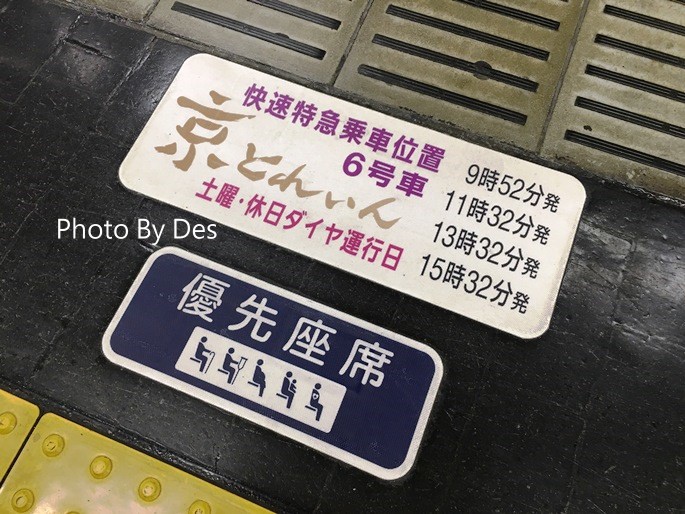 快速特急乗車位置
京とれいん
6号車
土曜・休日ダイヤ運行日
9時52分発
11時32分発
13時32分発
15時32分発
Photo By Des
優先座席